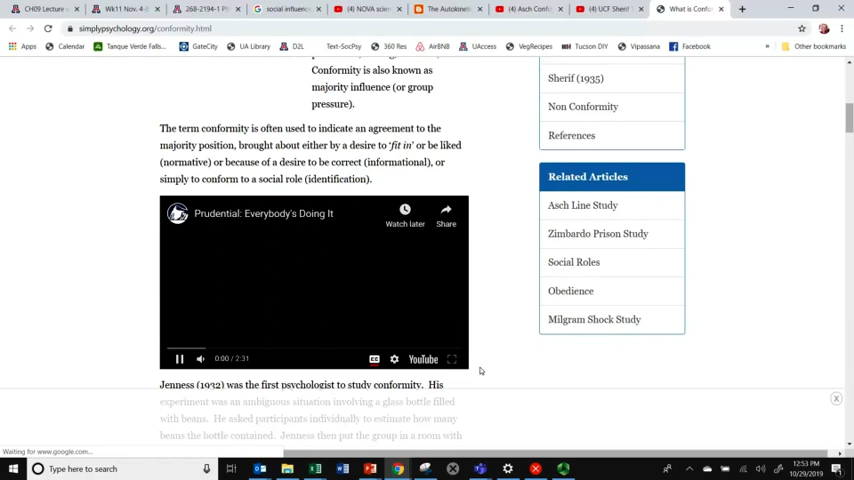 CH09 Lecture
Wk11 Nov. 4-8
268-2194-1 PS
social influenc
(4) NOVA scien
The Autokineti
(4) Asch Confo
(4) UCF Sherif
What is Confor
simplypsychology.org/conformity.html
Apps
CH09
Calendar
Tanque Verde Falls...
GateCity
UA Library
D2L
Text-SocPsy
360 Res
AirBNB
UAccess
VegRecipes
Tucson DIY
Vipassana
Facebook
»
Other bookmarks
Conformity is also known as
majority influence (or group
pressure).
The term conformity is often used to indicate an agreement to the
majority position, brought about either by a desire to ‘fit in’ or be liked
(normative) or because of a desire to be correct (informational), or
simply to conform to a social role (identification).
Prudential: Everybody's Doing It
Watch later
Share
0:00 / 2:31
CC
YouTube
Jenness (1932) was the first psychologist to study conformity. His
experiment was an ambiguous situation involving a glass bottle filled
with beans. He asked participants individually to estimate how many
beans the bottle contained. Jenness then put the group in a room with
Sherif (1935)
Non Conformity
References
Related Articles
Asch Line Study
Zimbardo Prison Study
Social Roles
Obedience
Milgram Shock Study
Waiting for www.google.com...
Type here to search
12:53 PM
10/29/2019